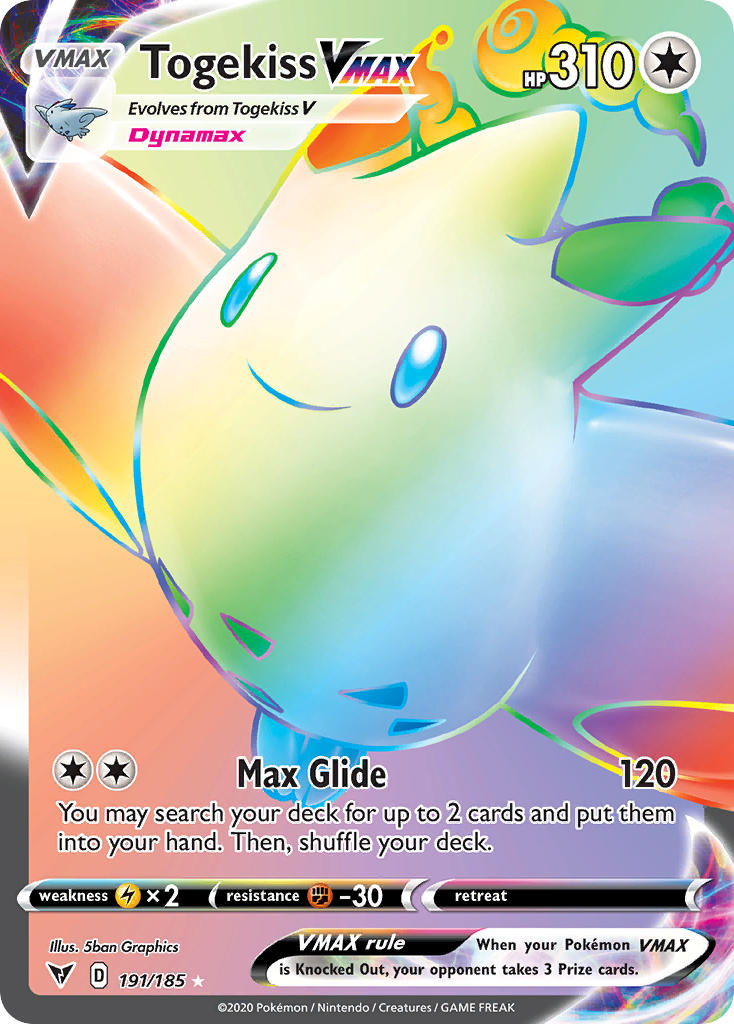 VMAX
Togekiss VMAX
HP 310
Evolves from Togekiss V
Dynamax
Max Glide 120
You may search your deck for up to 2 cards and put them
into your hand. Then, shuffle your deck.
weakness ×2 resistance -30 retreat
Illus. 5ban Graphics
VMAX rule When your Pokémon VMAX
is Knocked Out, your opponent takes 3 Prize cards.
D 191/185
©2020 Pokémon / Nintendo / Creatures / GAME FREAK